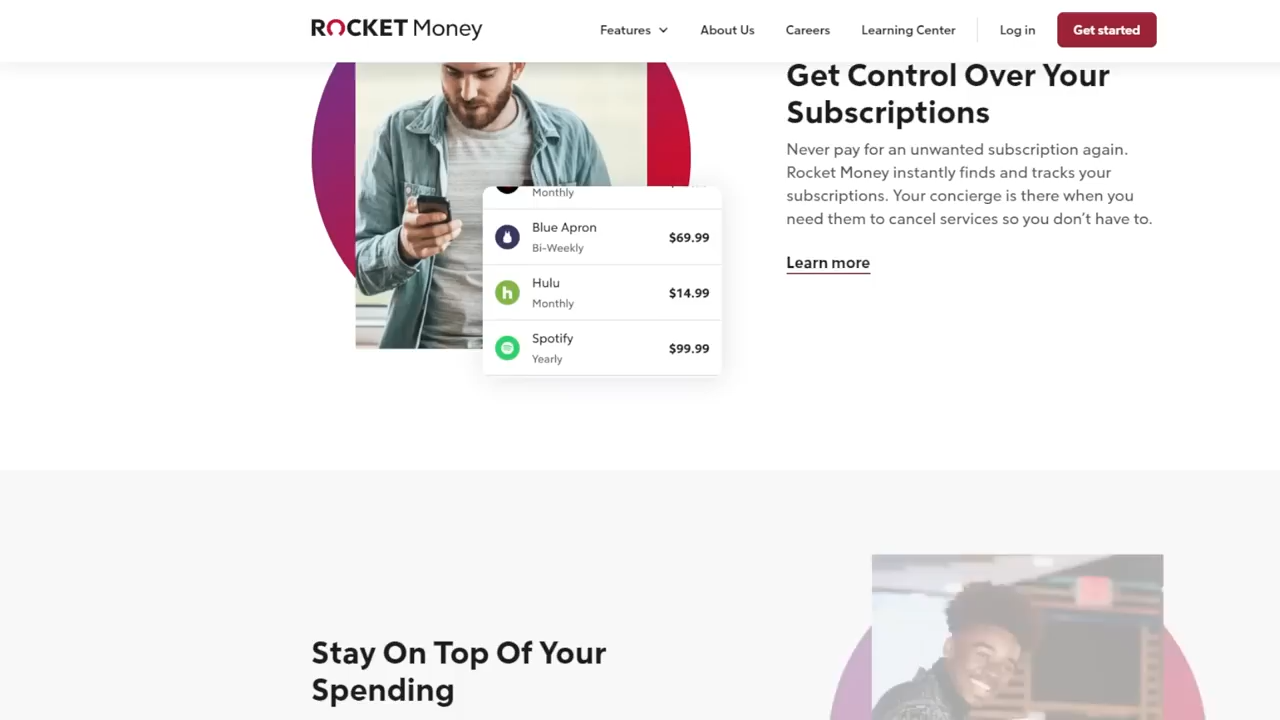 ROCKET Money
Features
About Us
Careers
Learning Center
Log in
Get started
Get Control Over Your
Subscriptions
Never pay for an unwanted subscription again.
Rocket Money instantly finds and tracks your
subscriptions. Your concierge is there when you
need them to cancel services so you don't have to.
Learn more
Monthly
Blue Apron
$69.99
Bi-Weekly
Hulu
$14.99
Monthly
Spotify
$99.99
Yearly
Stay On Top Of Your
Spending